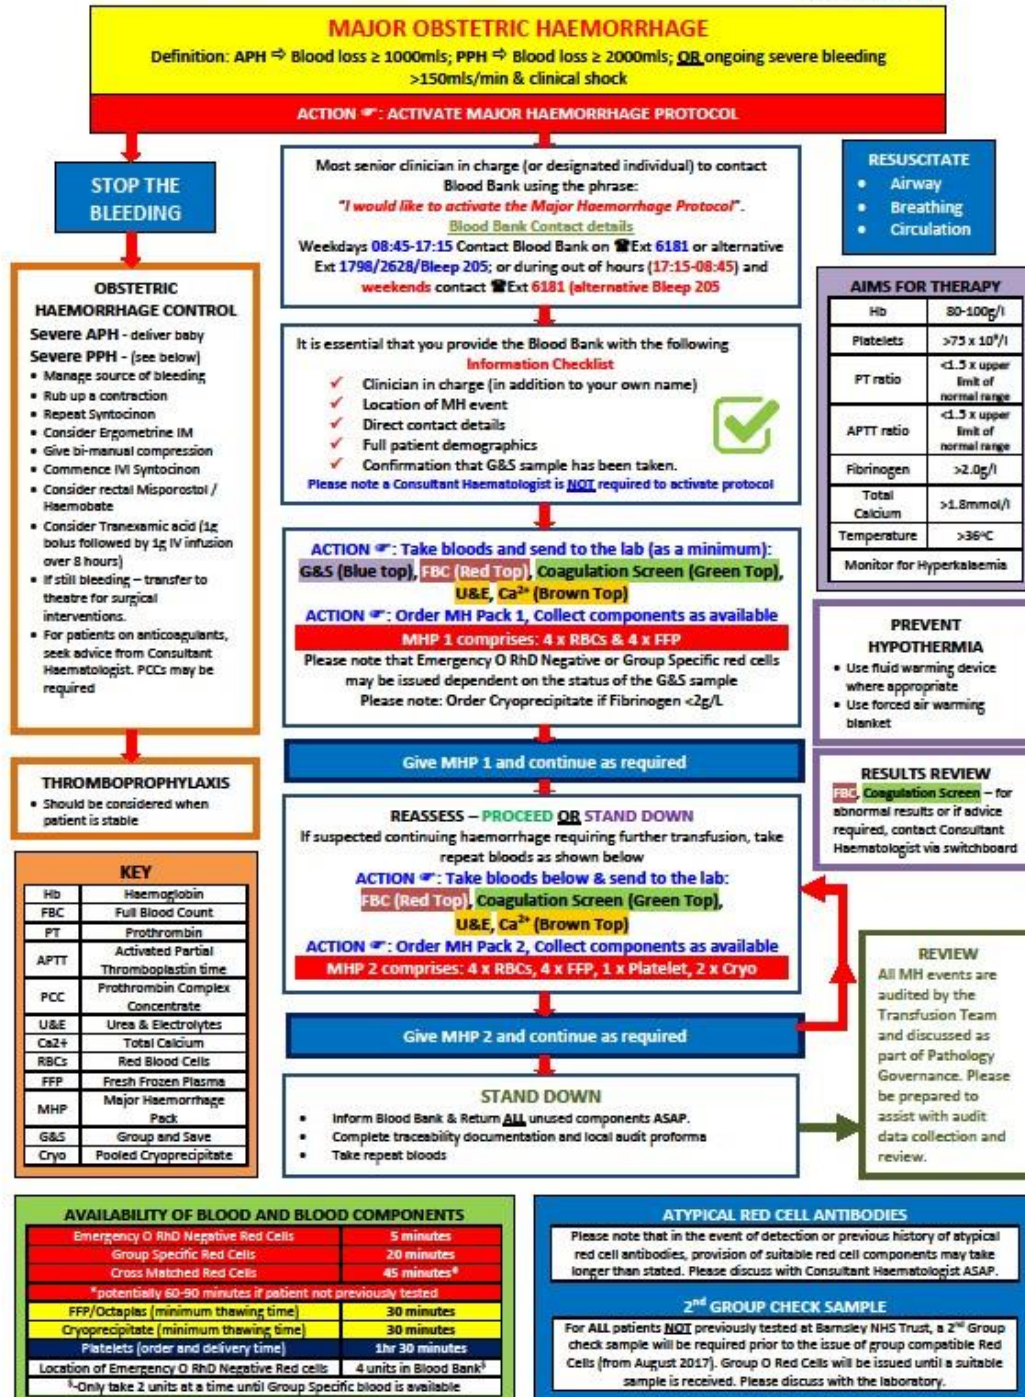 MAJOR OBSTETRIC HAEMORRHAGE
Definition: APH ⇨ Blood loss ≥ 1000mls; PPH ⇨ Blood loss ≥ 2000mls; OR ongoing severe bleeding
>150mls/min & clinical shock
ACTION ☞: ACTIVATE MAJOR HAEMORRHAGE PROTOCOL
STOP THE
BLEEDING
OBSTETRIC
HAEMORRHAGE CONTROL
Severe APH - deliver baby
Severe PPH - (see below)
• Manage source of bleeding
• Rub up a contraction
• Repeat Syntocinon
• Consider Ergometrine IM
• Give bi-manual compression
• Commence IVI Syntocinon
• Consider rectal Misporostol /
Haemobate
• Consider Tranexamic acid (1g
bolus followed by 1g IV infusion
over 8 hours)
• If still bleeding – transfer to
theatre for surgical
interventions.
• For patients on anticoagulants,
seek advice from Consultant
Haematologist. PCCs may be
required
THROMBOPROPHYLAXIS
• Should be considered when
patient is stable
KEY
Hb Haemoglobin
FBC Full Blood Count
PT Prothrombin
APTT Activated Partial
Thromboplastin time
PCC Prothrombin Complex
Concentrate
U&E Urea & Electrolytes
Ca2+ Total Calcium
RBCs Red Blood Cells
FFP Fresh Frozen Plasma
MHP Major Haemorrhage
Pack
G&S Group and Save
Cryo Pooled Cryoprecipitate
Most senior clinician in charge (or designated individual) to contact
Blood Bank using the phrase:
"I would like to activate the Major Haemorrhage Protocol".
Blood Bank Contact details
Weekdays 08:45-17:15 Contact Blood Bank on ☎Ext 6181 or alternative
Ext 1798/2628/Bleep 205; or during out of hours (17:15-08:45) and
weekends contact ☎Ext 6181 (alternative Bleep 205
It is essential that you provide the Blood Bank with the following
Information Checklist
✓ Clinician in charge (in addition to your own name)
✓ Location of MH event
✓ Direct contact details
✓ Full patient demographics
✓ Confirmation that G&S sample has been taken.
Please note a Consultant Haematologist is NOT required to activate protocol
ACTION ☞: Take bloods and send to the lab (as a minimum):
G&S (Blue top), FBC (Red Top), Coagulation Screen (Green Top),
U&E, Ca²⁺ (Brown Top)
ACTION ☞: Order MH Pack 1, Collect components as available
MHP 1 comprises: 4 x RBCs & 4 x FFP
Please note that Emergency O RhD Negative or Group Specific red cells
may be issued dependent on the status of the G&S sample
Please note: Order Cryoprecipitate if Fibrinogen <2g/L
Give MHP 1 and continue as required
REASSESS – PROCEED OR STAND DOWN
If suspected continuing haemorrhage requiring further transfusion, take
repeat bloods as shown below
ACTION ☞: Take bloods below & send to the lab:
FBC (Red Top), Coagulation Screen (Green Top),
U&E, Ca²⁺ (Brown Top)
ACTION ☞: Order MH Pack 2, Collect components as available
MHP 2 comprises: 4 x RBCs, 4 x FFP, 1 x Platelet, 2 x Cryo
Give MHP 2 and continue as required
STAND DOWN
• Inform Blood Bank & Return ALL unused components ASAP.
• Complete traceability documentation and local audit proforma
• Take repeat bloods
RESUSCITATE
• Airway
• Breathing
• Circulation
AIMS FOR THERAPY
Hb 80-100g/l
Platelets >75 x 10⁹/l
PT ratio <1.5 x upper
limit of
normal range
APTT ratio <1.5 x upper
limit of
normal range
Fibrinogen >2.0g/l
Total
Calcium >1.8mmol/l
Temperature >36°C
Monitor for Hyperkalaemia
PREVENT
HYPOTHERMIA
• Use fluid warming device
where appropriate
• Use forced air warming
blanket
RESULTS REVIEW
FBC, Coagulation Screen – for
abnormal results or if advice
required, contact Consultant
Haematologist via switchboard
REVIEW
All MH events are
audited by the
Transfusion Team
and discussed as
part of Pathology
Governance. Please
be prepared to
assist with audit
data collection and
review.
AVAILABILITY OF BLOOD AND BLOOD COMPONENTS
Emergency O RhD Negative Red Cells 5 minutes
Group Specific Red Cells 20 minutes
Cross Matched Red Cells 45 minutes*
*potentially 60-90 minutes if patient not previously tested
FFP/Octaplas (minimum thawing time) 30 minutes
Cryoprecipitate (minimum thawing time) 30 minutes
Platelets (order and delivery time) 1hr 30 minutes
Location of Emergency O RhD Negative Red cells 4 units in Blood Bank§
§-Only take 2 units at a time until Group Specific blood is available
ATYPICAL RED CELL ANTIBODIES
Please note that in the event of detection or previous history of atypical
red cell antibodies, provision of suitable red cell components may take
longer than stated. Please discuss with Consultant Haematologist ASAP.
2nd GROUP CHECK SAMPLE
For ALL patients NOT previously tested at Barnsley NHS Trust, a 2nd Group
check sample will be required prior to the issue of group compatible Red
Cells (from August 2017). Group O Red Cells will be issued until a suitable
sample is received. Please discuss with the laboratory.